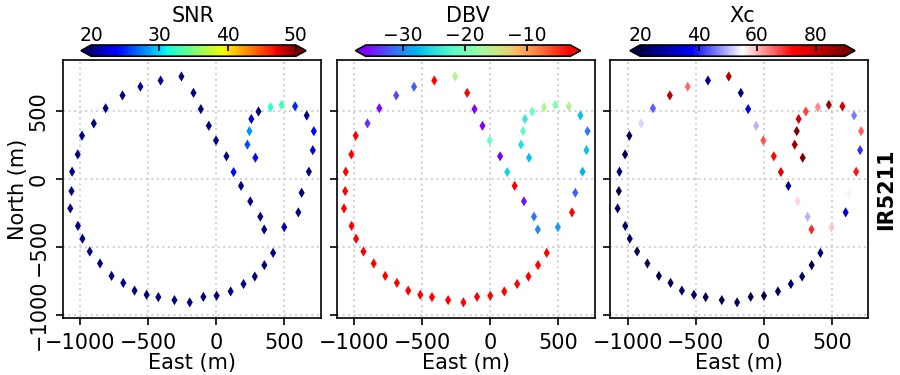 SNR DBV Xc
20 30 40 50 −30 −20 −10 20 40 60 80
North (m)
500
0
−500
−1000
−1000 −500 0 500 −1000 −500 0 500 −1000 −500 0 500
East (m) East (m) East (m)
IR5211